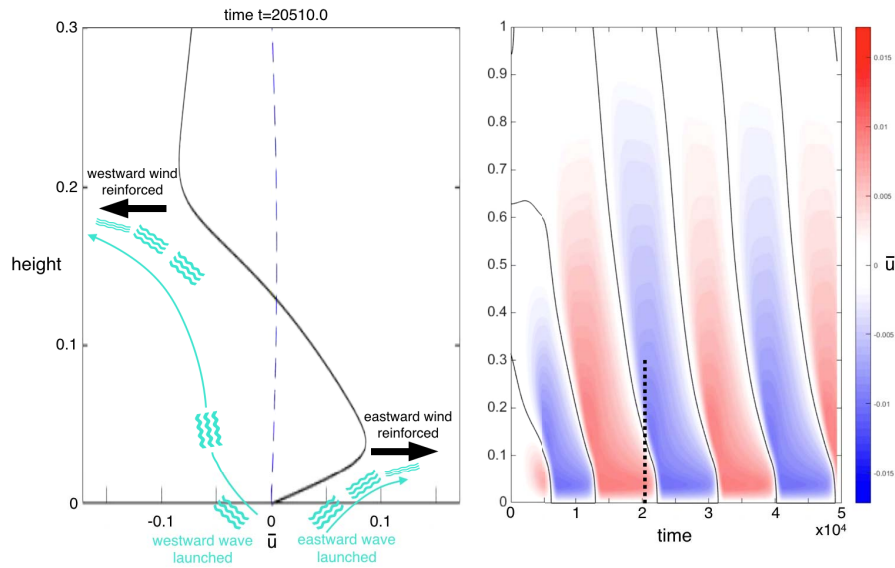 time t=20510.0
0.3
westward wind
reinforced
0.2
height
0.1
eastward wind
reinforced
0
-0.1
0
0.1
ū
westward wave
launched
eastward wave
launched
1
0.9
0.8
0.7
0.6
0.5
0.4
0.3
0.2
0.1
0
0
1
2
3
4
5
x10⁴
time
0.015
0.01
0.005
0
-0.005
-0.01
-0.015
ū